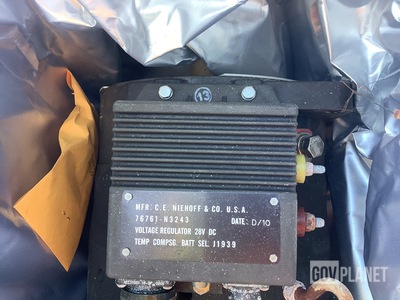 13
MFR. C.E. NIEHOFF & CO. U.S.A.
76761-N3243 DATE: D/10
VOLTAGE REGULATOR 28V DC
TEMP COMPSG. BATT SEL. J1939
GOVPLANET